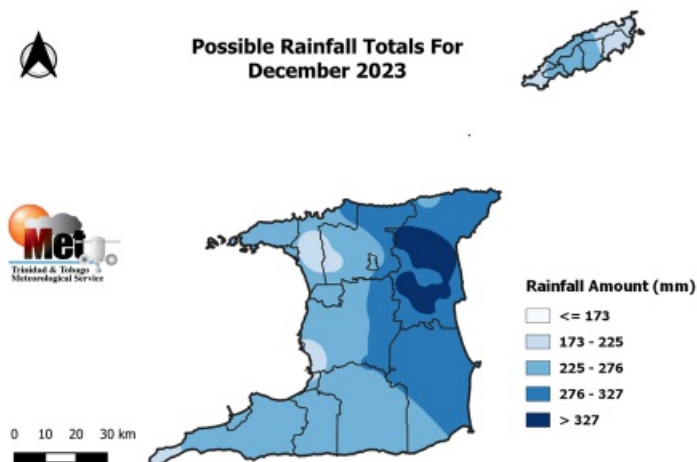 Possible Rainfall Totals For
December 2023
Met
Trinidad & Tobago
Meteorological Service
Rainfall Amount (mm)
<= 173
173 - 225
225 - 276
276 - 327
> 327
0 10 20 30 km